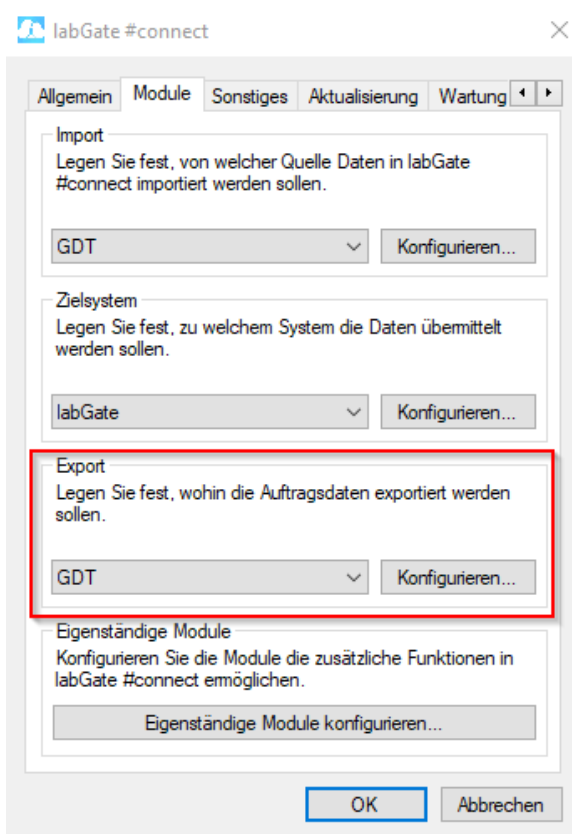 labGate #connect
Allgemein Module Sonstiges Aktualisierung Wartung
Import
Legen Sie fest, von welcher Quelle Daten in labGate
#connect importiert werden sollen.
GDT Konfigurieren...
Zielsystem
Legen Sie fest, zu welchem System die Daten übermittelt
werden sollen.
labGate Konfigurieren...
Export
Legen Sie fest, wohin die Auftragsdaten exportiert werden
sollen.
GDT Konfigurieren...
Eigenständige Module
Konfigurieren Sie die Module die zusätzliche Funktionen in
labGate #connect ermöglichen.
Eigenständige Module konfigurieren...
OK Abbrechen